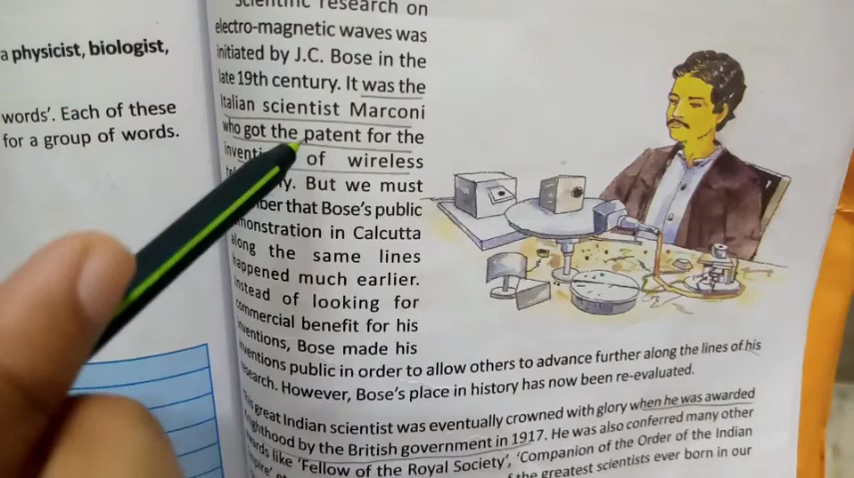 a physicist, biologist,
words'. Each of these
for a group of words.
Scientific research on
electro-magnetic waves was
initiated by J.C. Bose in the
late 19th century. It was the
Italian scientist Marconi
who got the patent for the
of wireless
But we must
that Bose's public
in Calcutta
along the same lines
happened much earlier.
Instead of looking for
commercial benefit for his
inventions, Bose made his
inventions public in order to allow others to advance further along the lines of his
research. However, Bose's place in history has now been re-evaluated.
great Indian scientist was eventually crowned with glory when he was awarded
knighthood by the British government in 1917. He was also conferred many other
like 'Fellow of the Royal Society', 'Companion of the Order of the Indian
the greatest scientists ever born in our